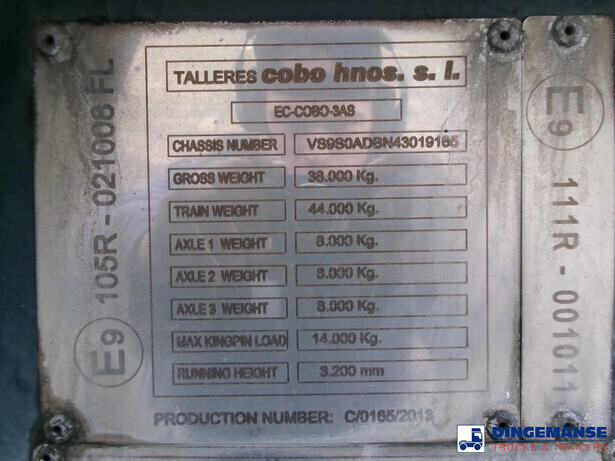 TALLERES cobo hnos. s. l.
EC-COBO-3AS
CHASSIS NUMBER VS9S0ADBN43019165
GROSS WEIGHT 38.000 Kg.
TRAIN WEIGHT 44.000 Kg.
AXLE 1 WEIGHT 8.000 Kg.
AXLE 2 WEIGHT 8.000 Kg.
AXLE 3 WEIGHT 8.000 Kg.
MAX KINGPIN LOAD 14.000 Kg.
RUNNING HEIGHT 3.200 mm
PRODUCTION NUMBER: C/0165/2013
E9 105R - 021008 FL
E9 111R - 001011
DINGEMANSE
TRUCKS & TRAILERS